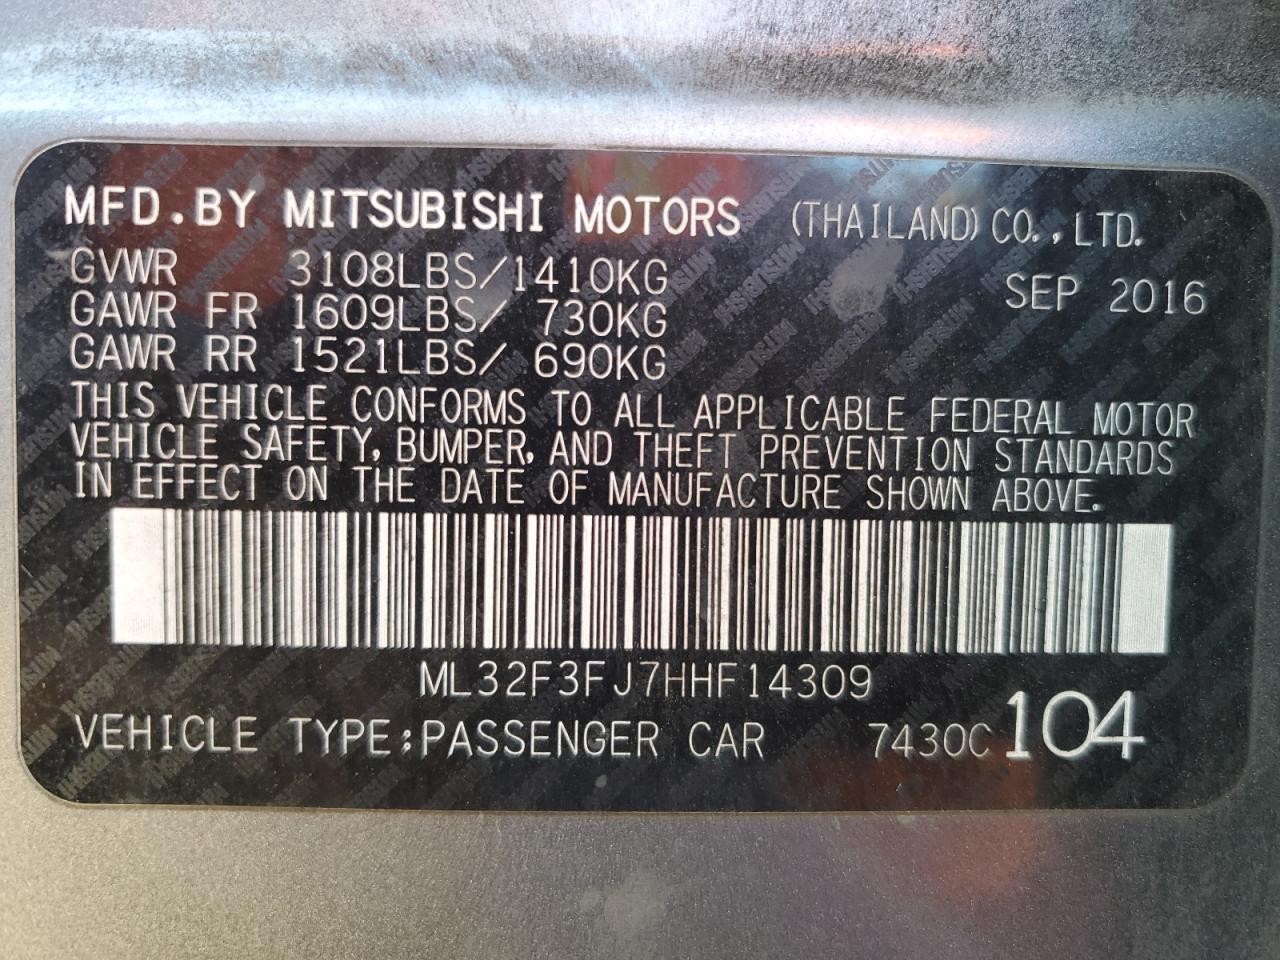 MFD.BY MITSUBISHI MOTORS (THAILAND) CO.,LTD.
GVWR 3108LBS/1410KG SEP 2016
GAWR FR 1609LBS/ 730KG
GAWR RR 1521LBS/ 690KG
THIS VEHICLE CONFORMS TO ALL APPLICABLE FEDERAL MOTOR
VEHICLE SAFETY, BUMPER, AND THEFT PREVENTION STANDARDS
IN EFFECT ON THE DATE OF MANUFACTURE SHOWN ABOVE.
ML32F3FJ7HHF14309
VEHICLE TYPE:PASSENGER CAR 7430C 104